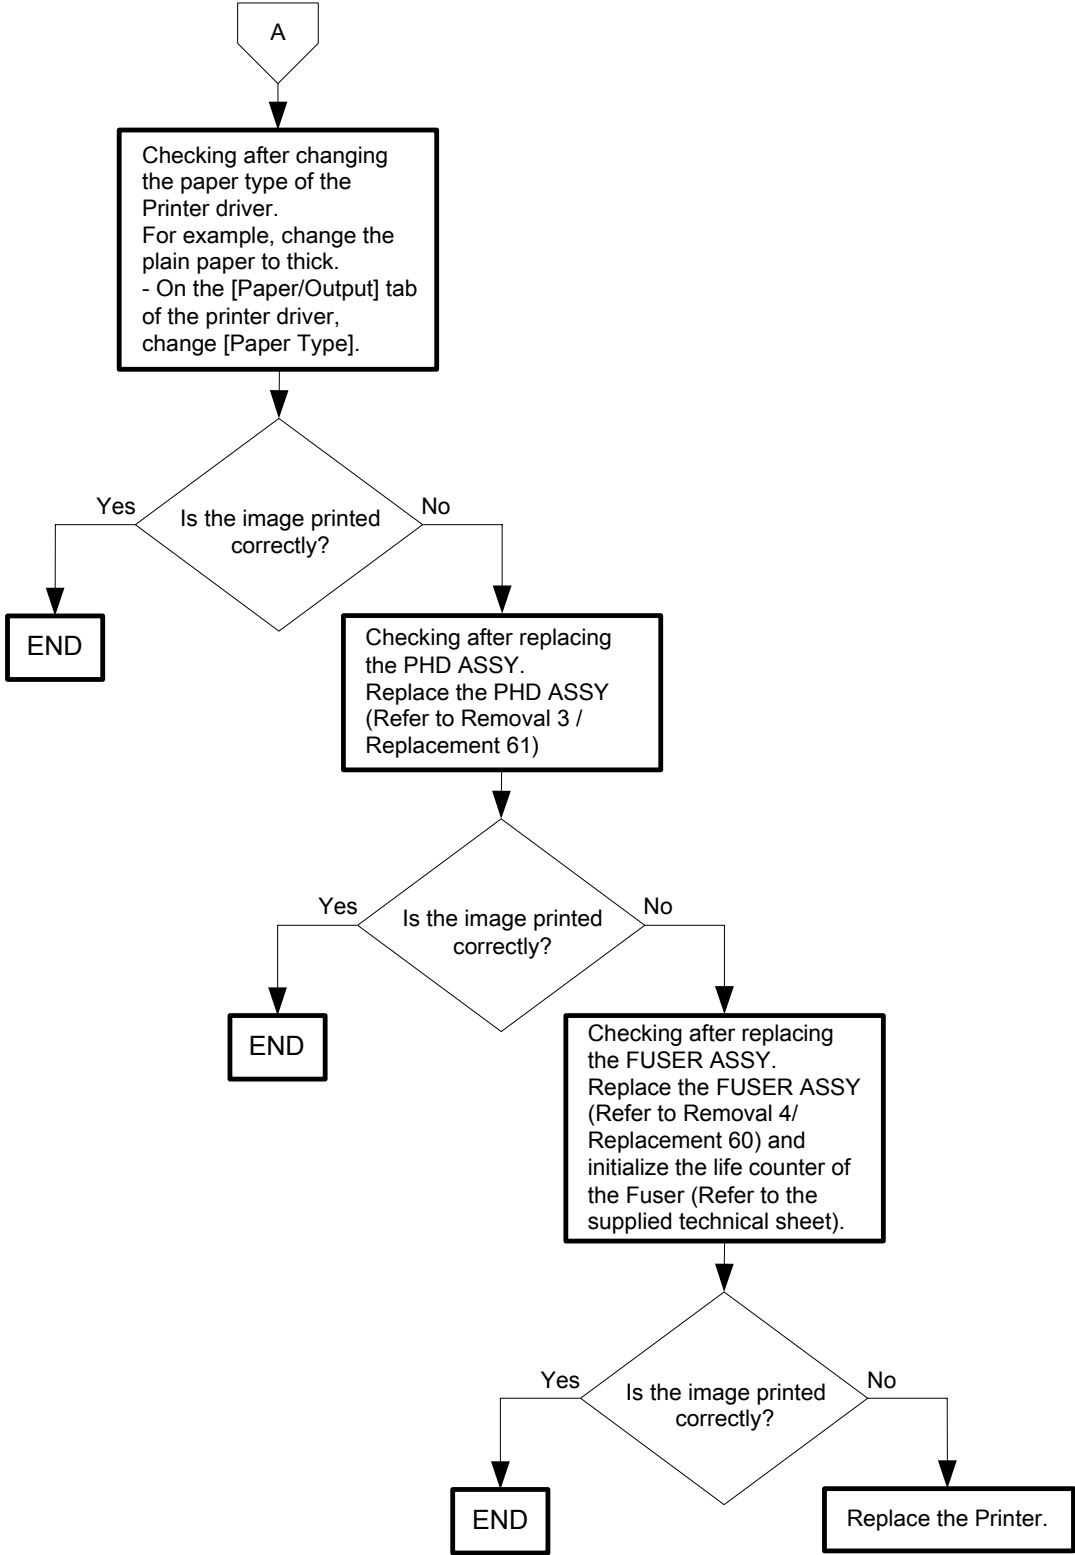 A
Checking after changing
the paper type of the
Printer driver.
For example, change the
plain paper to thick.
- On the [Paper/Output] tab
of the printer driver,
change [Paper Type].
Yes
No
Is the image printed
correctly?
END
Checking after replacing
the PHD ASSY.
Replace the PHD ASSY
(Refer to Removal 3 /
Replacement 61)
Yes
No
Is the image printed
correctly?
END
Checking after replacing
the FUSER ASSY.
Replace the FUSER ASSY
(Refer to Removal 4/
Replacement 60) and
initialize the life counter of
the Fuser (Refer to the
supplied technical sheet).
Yes
No
Is the image printed
correctly?
END
Replace the Printer.